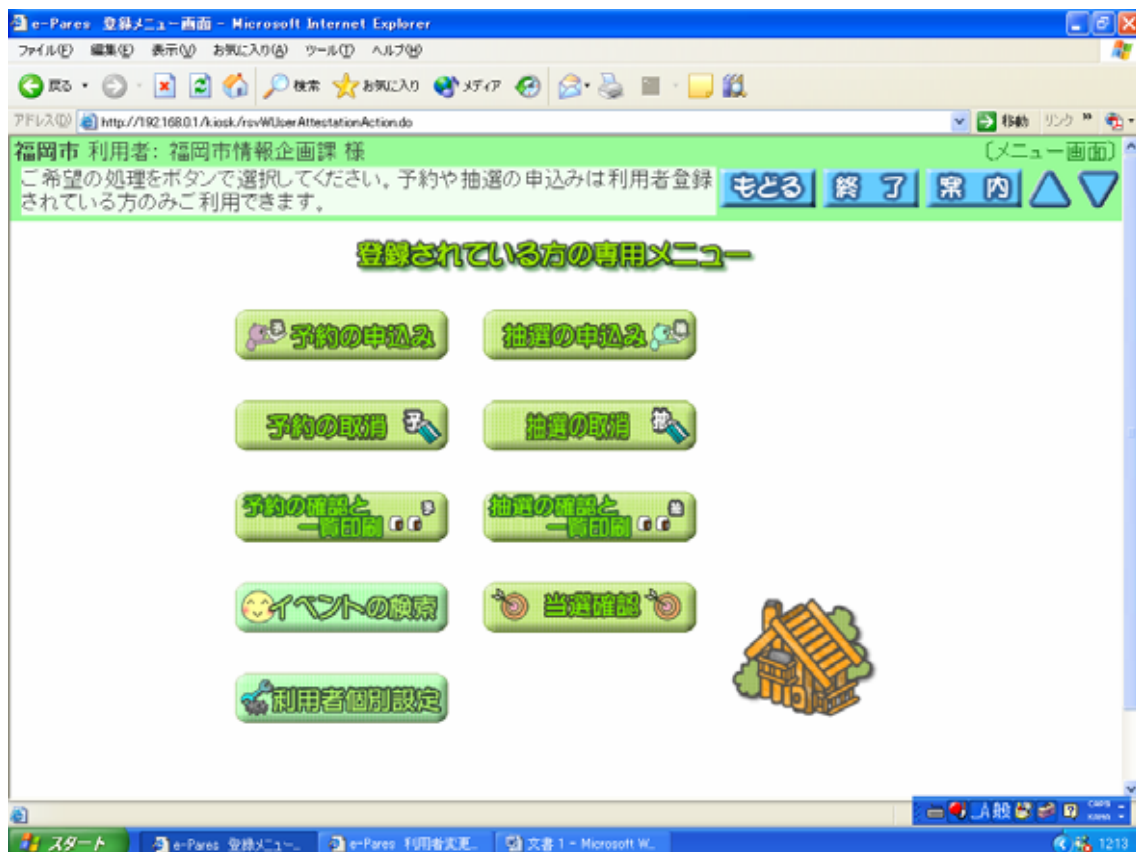 e-Pares 登録メニュー画面 - Microsoft Internet Explorer
ファイル(F) 編集(E) 表示(V) お気に入り(A) ツール(T) ヘルプ(H)
戻る 検索 お気に入り メディア
アドレス(D) http://192.168.0.1/kiosk/rsvWUserAttestationAction.do 移動 リンク »
福岡市 利用者: 福岡市情報企画課 様 〔メニュー画面〕
ご希望の処理をボタンで選択してください。予約や抽選の申込みは利用者登録
されている方のみご利用できます。
もどる 終 了 案 内
登録されている方の専用メニュー
予約の申込み 抽選の申込み
予約の取消 抽選の取消
予約の確認と
一覧印刷
抽選の確認と
一覧印刷
イベントの検索 当選確認
利用者個別設定
A 般 CAPS
KANA
スタート e-Pares 登録メニュー... e-Pares 利用者変更... 文書 1 - Microsoft W... 12:13